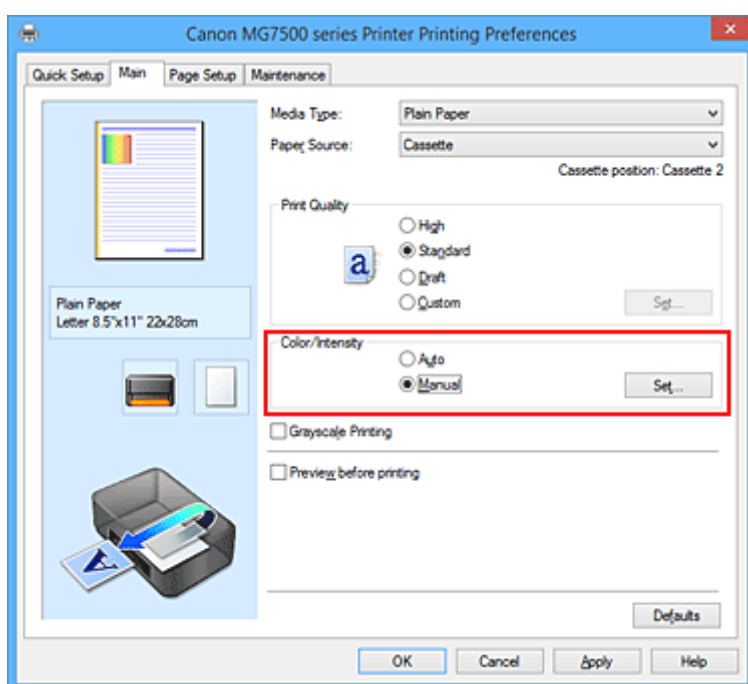 Canon MG7500 series Printer Printing Preferences
Quick Setup Main Page Setup Maintenance
Media Type: Plain Paper
Paper Source: Cassette
Cassette position: Cassette 2
Print Quality
High
Standard
Draft
Custom Set...
a
Plain Paper
Letter 8.5"x11" 22x28cm
Color/Intensity
Auto
Manual Set...
Grayscale Printing
Preview before printing
A
Defaults
OK Cancel Apply Help